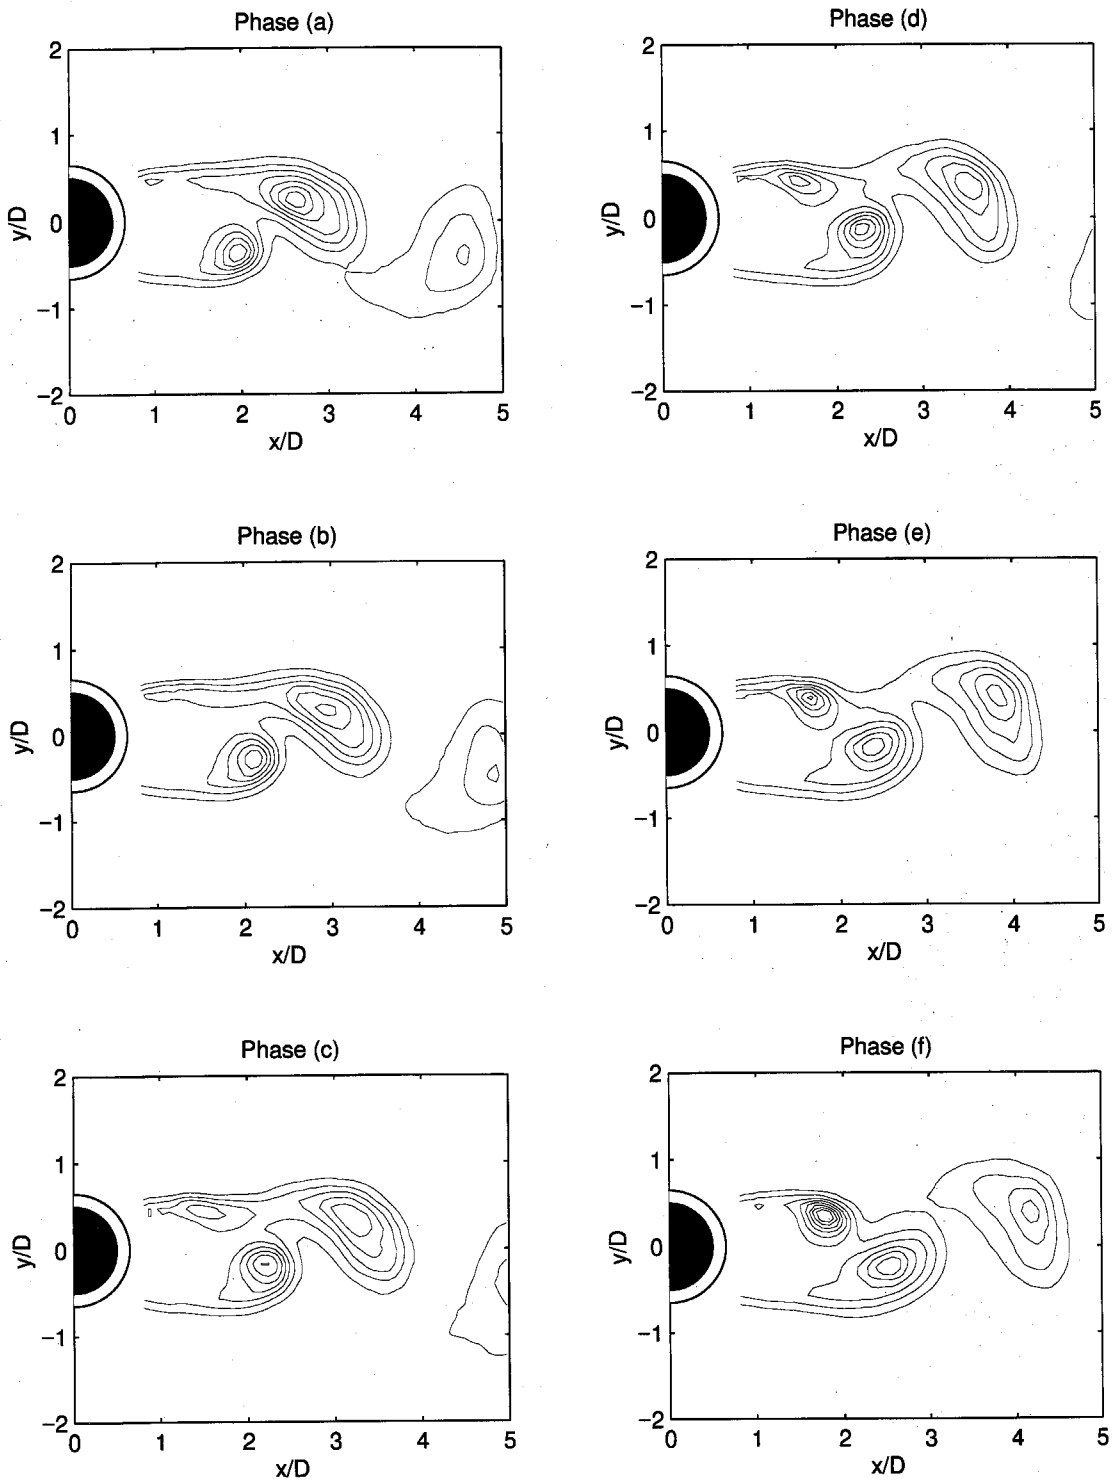 Phase (a)
2
1
0
−1
−2
y/D
0 1 2 3 4 5
x/D
Phase (d)
2
1
0
−1
−2
y/D
0 1 2 3 4 5
x/D
Phase (b)
2
1
0
−1
−2
y/D
0 1 2 3 4 5
x/D
Phase (e)
2
1
0
−1
−2
y/D
0 1 2 3 4 5
x/D
Phase (c)
2
1
0
−1
−2
y/D
0 1 2 3 4 5
x/D
Phase (f)
2
1
0
−1
−2
y/D
0 1 2 3 4 5
x/D